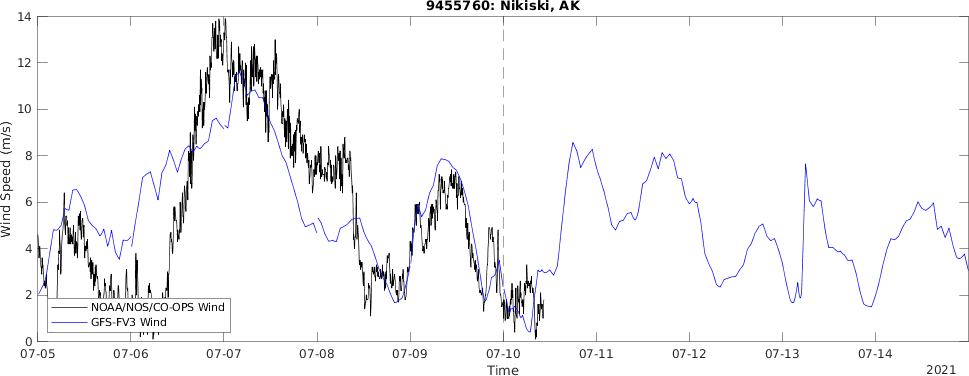 9455760: Nikiski, AK
14
12
10
8
6
4
2
0
Wind Speed (m/s)
NOAA/NOS/CO-OPS Wind
GFS-FV3 Wind
07-05 07-06 07-07 07-08 07-09 07-10 07-11 07-12 07-13 07-14
Time
2021